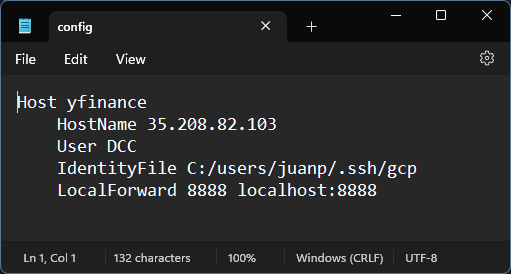 config
File Edit View
Host yfinance
    HostName 35.208.82.103
    User DCC
    IdentityFile C:/users/juanp/.ssh/gcp
    LocalForward 8888 localhost:8888
Ln 1, Col 1 132 characters 100% Windows (CRLF) UTF-8